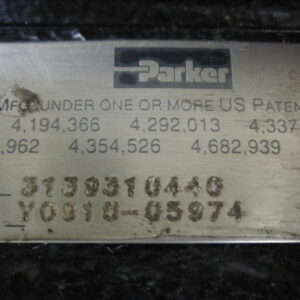 Parker
MFG. UNDER ONE OR MORE US PATEN
4,194,366 4,292,013 4,337
,962 4,354,526 4,682,939
3139310440
Y0910-05974